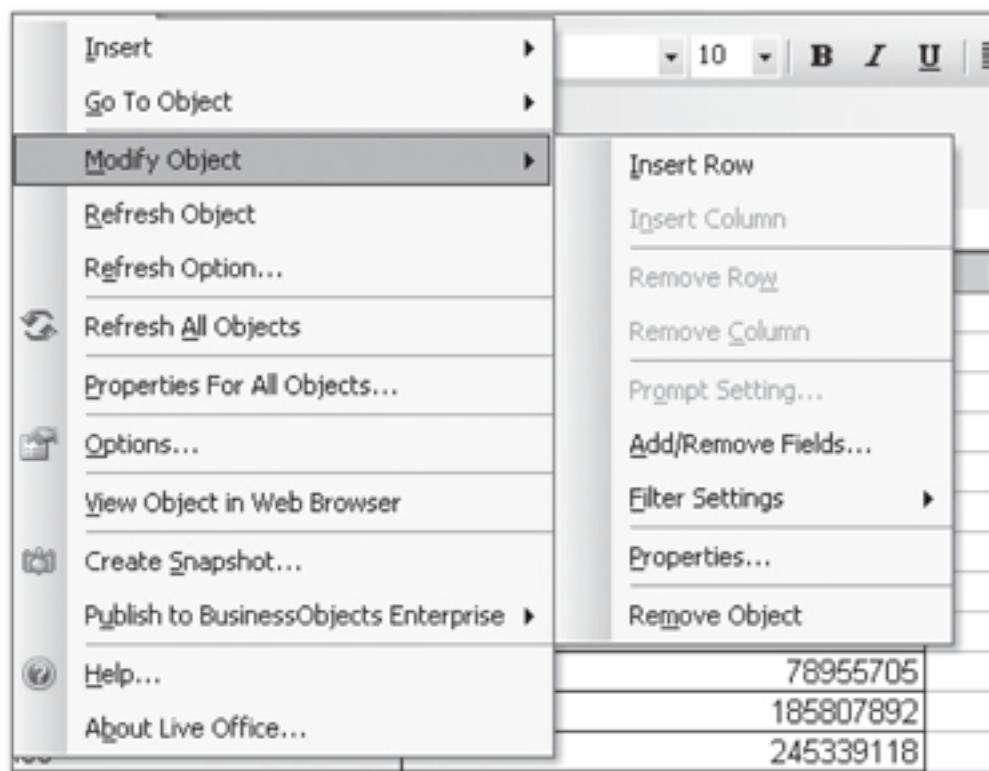 Insert
Go To Object
Modify Object
Refresh Object
Refresh Option...
Refresh All Objects
Properties For All Objects...
Options...
View Object in Web Browser
Create Snapshot...
Publish to BusinessObjects Enterprise
Help...
About Live Office...
10 B I U
Insert Row
Insert Column
Remove Row
Remove Column
Prompt Setting...
Add/Remove Fields...
Filter Settings
Properties...
Remove Object
78955705
185807892
245339118